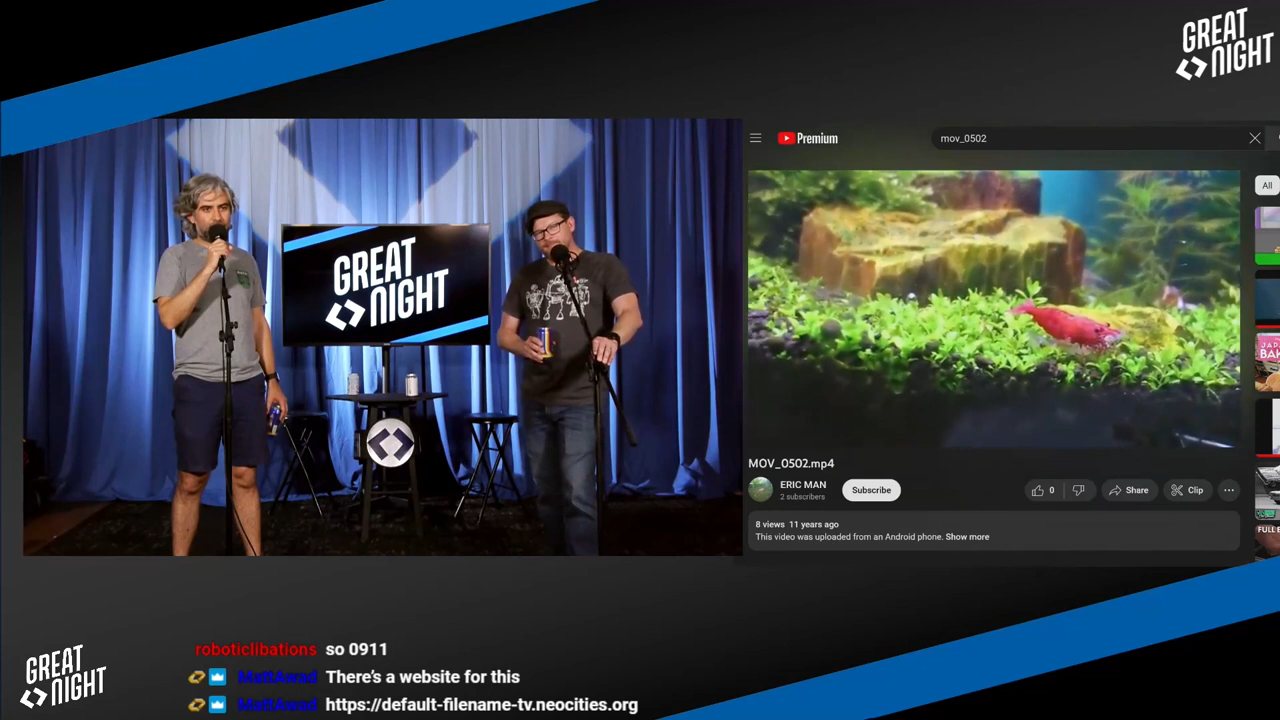 GREAT
NIGHT
Premium
mov_0502
All
GREAT
NIGHT
MOV_0502.mp4
ERIC MAN
2 subscribers
Subscribe
0
Share
Clip
8 views 11 years ago
This video was uploaded from an Android phone. Show more
FULL
GREAT
NIGHT
roboticlibations so 0911
MattAwad There's a website for this
MattAwad https://default-filename-tv.neocities.org